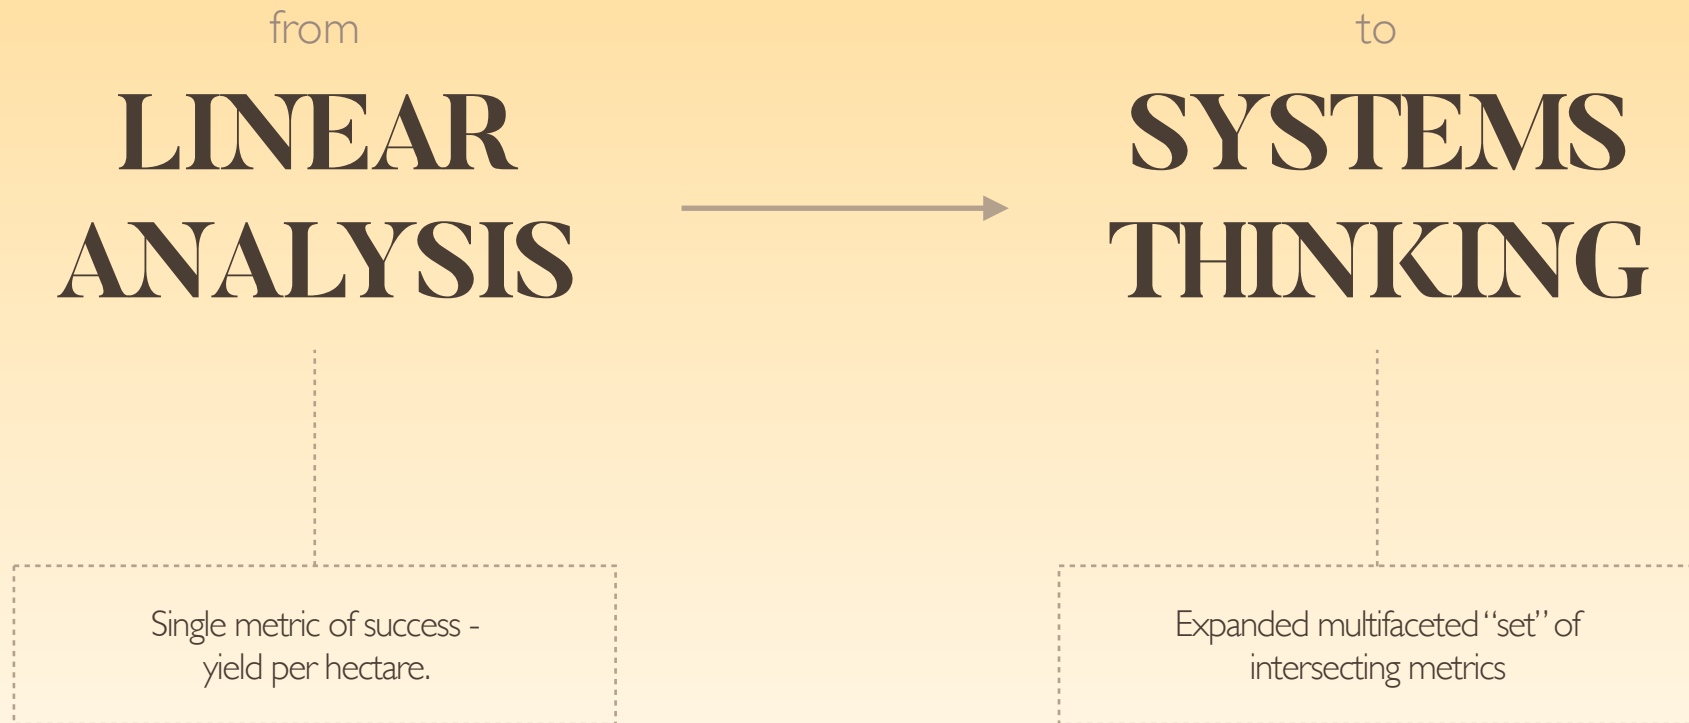 from
LINEAR
ANALYSIS
Single metric of success -
yield per hectare.
to
SYSTEMS
THINKING
Expanded multifaceted “set” of
intersecting metrics